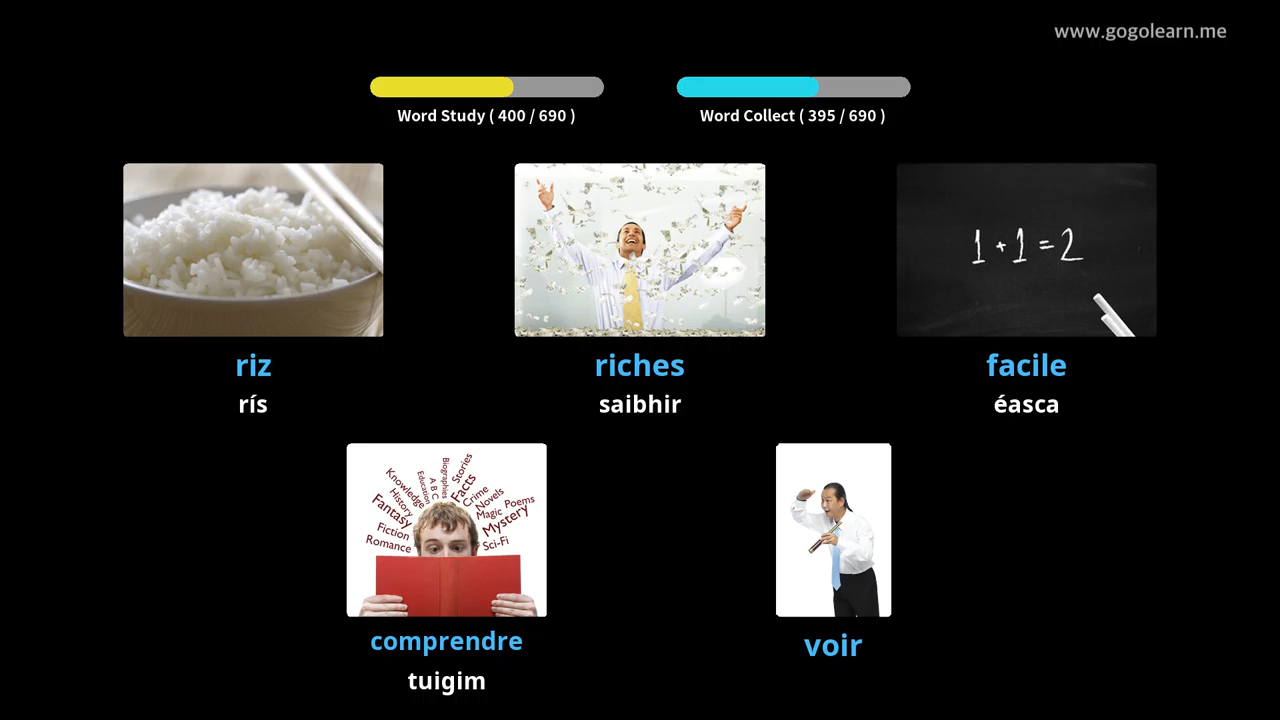 www.gogolearn.me
Word Study ( 400 / 690 )
Word Collect ( 395 / 690 )
1 + 1 = 2
riz
riches
facile
rís
saibhir
éasca
Knowledge
History
Fantasy
Fiction
Romance
Education
A B C
Biographies
Stories
Facts
Crime
Novels
Magic
Poems
Mystery
Sci-Fi
comprendre
voir
tuigim